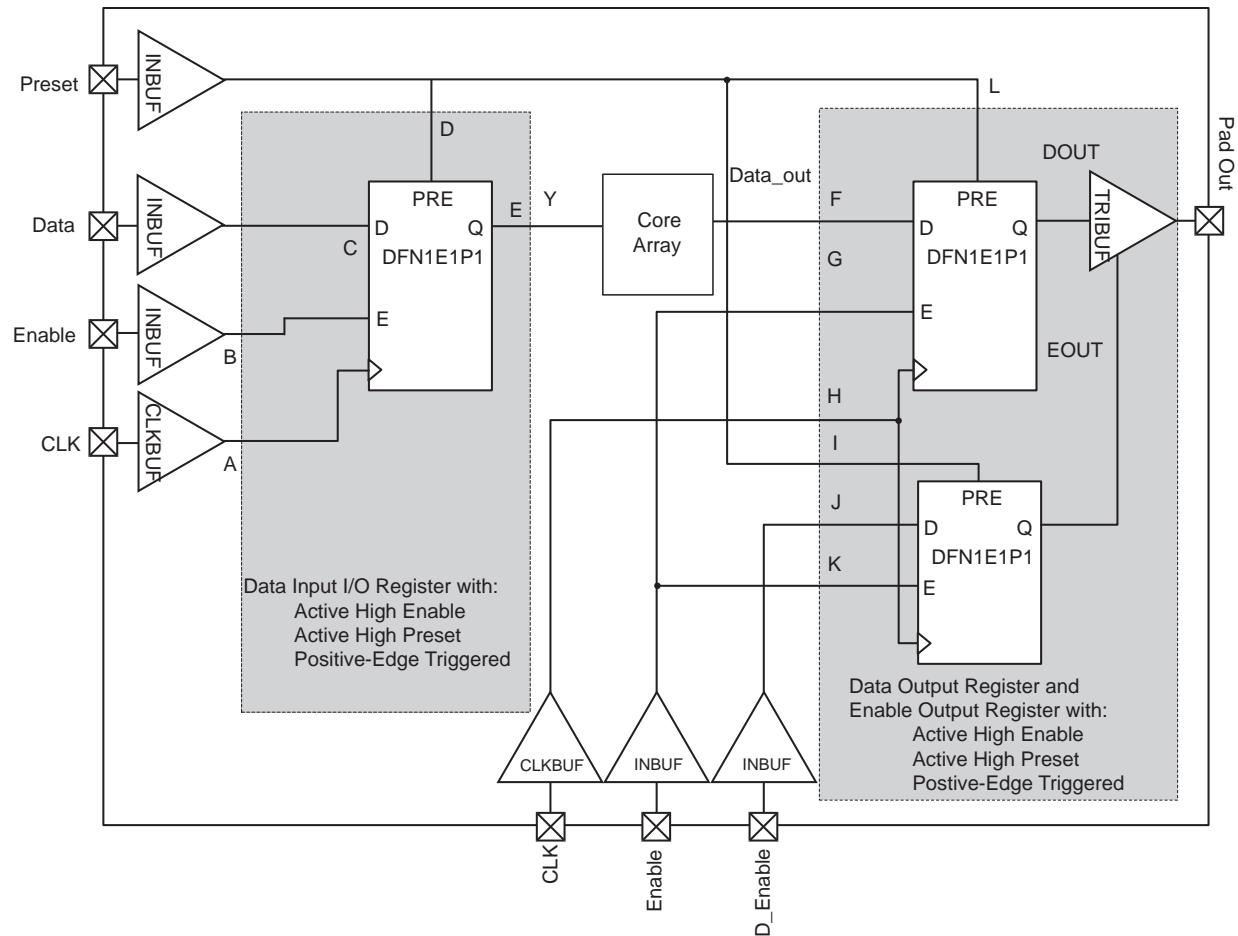 Preset
INBUF
L
D
Pad Out
DOUT
Data_out
PRE
PRE
TRIBUF
Data
INBUF
D
Q
C
DFN1E1P1
E
Y
Core
Array
F
D
Q
DFN1E1P1
G
Enable
INBUF
B
E
E
EOUT
CLK
CLKBUF
A
H
I
PRE
J
D
Q
DFN1E1P1
K
E
Data Input I/O Register with:
Active High Enable
Active High Preset
Positive-Edge Triggered
Data Output Register and
Enable Output Register with:
Active High Enable
Active High Preset
Postive-Edge Triggered
CLKBUF
INBUF
INBUF
CLK
Enable
D_Enable